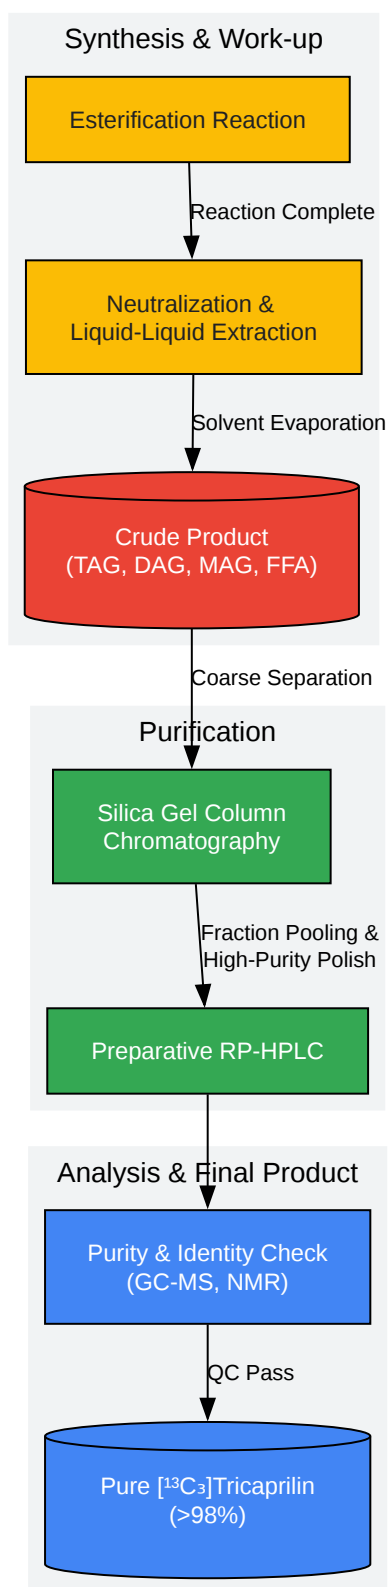 Synthesis & Work-up
Esterification Reaction
Reaction Complete
Neutralization &
Liquid-Liquid Extraction
Solvent Evaporation
Crude Product
(TAG, DAG, MAG, FFA)
Coarse Separation
Purification
Silica Gel Column
Chromatography
Fraction Pooling &
High-Purity Polish
Preparative RP-HPLC
Analysis & Final Product
Purity & Identity Check
(GC-MS, NMR)
QC Pass
Pure [¹³C₃]Tricaprilin
(>98%)